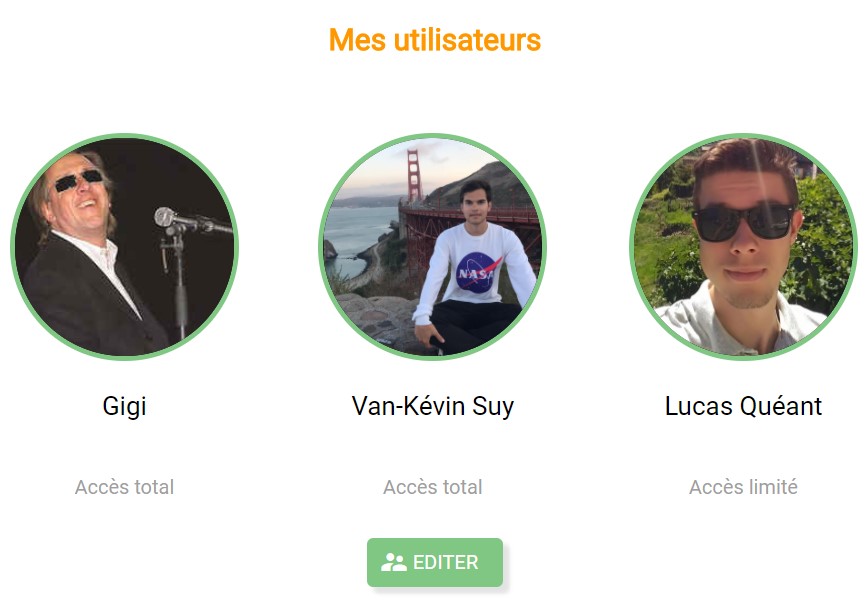 Mes utilisateurs
NASA
Gigi
Van-Kévin Suy
Lucas Quéant
Accès total
Accès total
Accès limité
EDITER